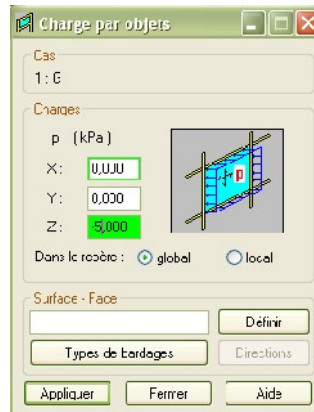 Charge par objets
Cas
1 : G
Charges
p (kPa)
X: 0,000
Y: 0,000
Z: -5,000
p
Dans le repère : global local
Surface - Face
Définir
Types de bardages Directions
Appliquer Fermer Aide